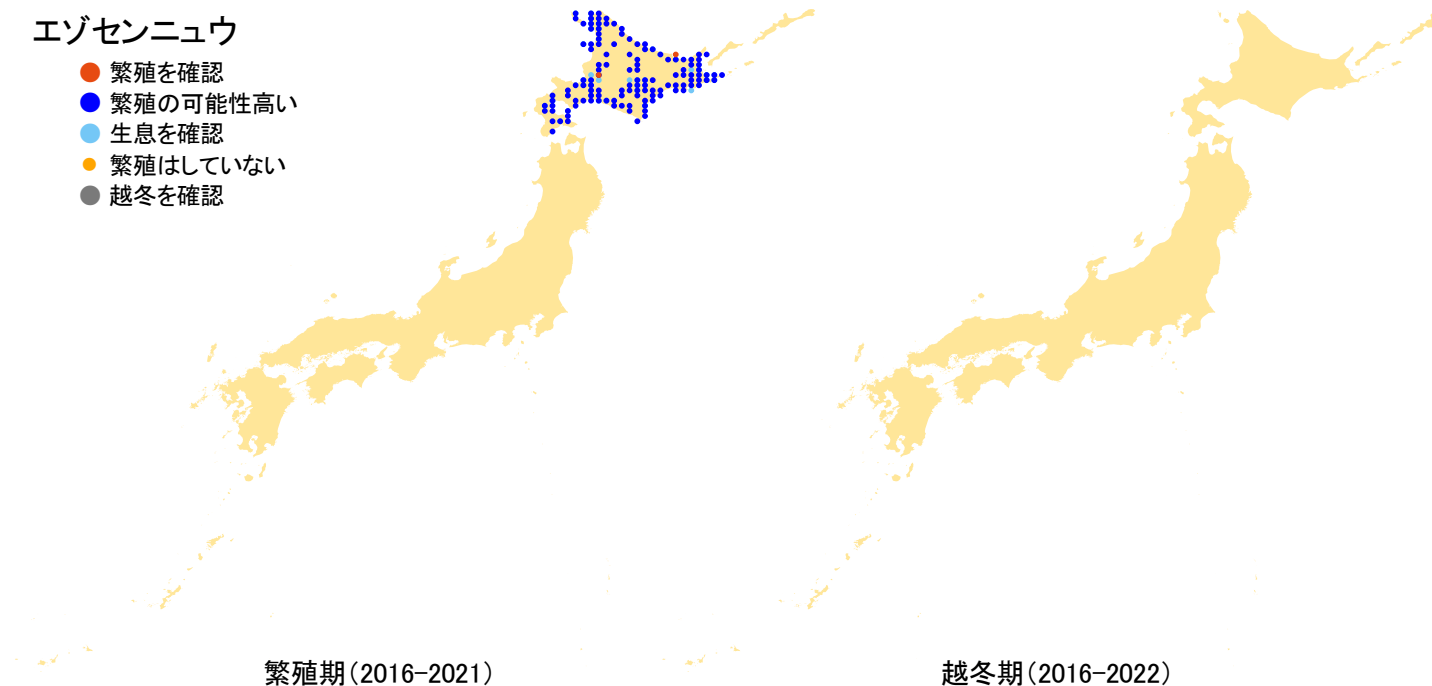 エゾセンニュウ
繁殖を確認
繁殖の可能性高い
生息を確認
繁殖はしていない
越冬を確認
繁殖期(2016-2021)
越冬期(2016-2022)